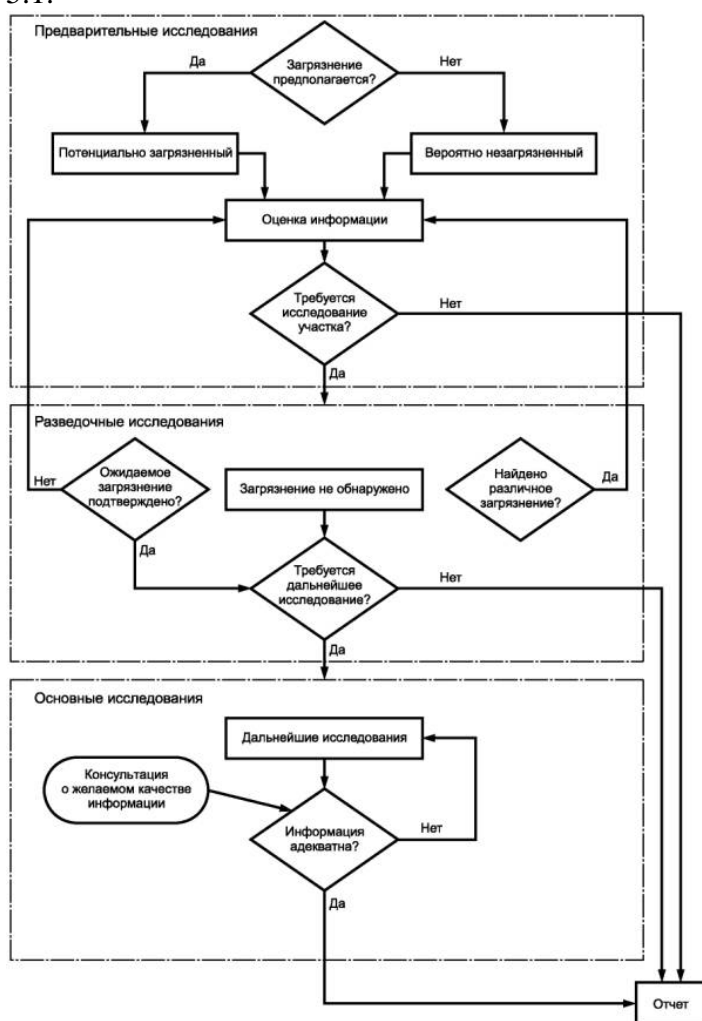 3.1.
Предварительные исследования
Да
Загрязнение
предполагается?
Нет
Потенциально загрязненный
Вероятно незагрязненный
Оценка информации
Требуется
исследование
участка?
Нет
Да
Разведочные исследования
Нет
Ожидаемое
загрязнение
подтверждено?
Загрязнение не обнаружено
Найдено
различное
загрязнение?
Да
Да
Требуется
дальнейшее
исследование?
Нет
Да
Основные исследования
Дальнейшие исследования
Консультация
о желаемом качестве
информации
Информация
адекватна?
Нет
Да
Отчет